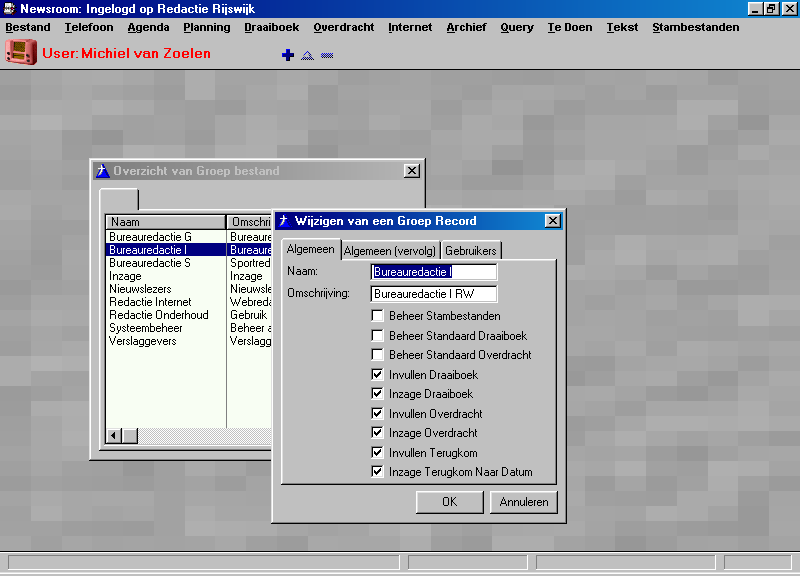 Newsroom: Ingelogd op Redactie Rijswijk
Bestand Telefoon Agenda Planning Draaiboek Overdracht Internet Archief Query Te Doen Tekst Stambestanden
User: Michiel van Zoelen
Overzicht van Groep bestand
Naam Omschri
Bureauredactie G Bureaure
Bureauredactie I Bureaure
Bureauredactie S Sportred
Inzage Inzage
Nieuwslezers Nieuwsle
Redactie Internet Webreda
Redactie Onderhoud Gebruik
Systeembeheer Beheer a
Verslaggevers Verslagg
Wijzigen van een Groep Record
Algemeen Algemeen (vervolg) Gebruikers
Naam: Bureauredactie I
Omschrijving: Bureauredactie I RW
Beheer Stambestanden
Beheer Standaard Draaiboek
Beheer Standaard Overdracht
Invullen Draaiboek
Inzage Draaiboek
Invullen Overdracht
Inzage Overdracht
Invullen Terugkom
Inzage Terugkom Naar Datum
OK Annuleren